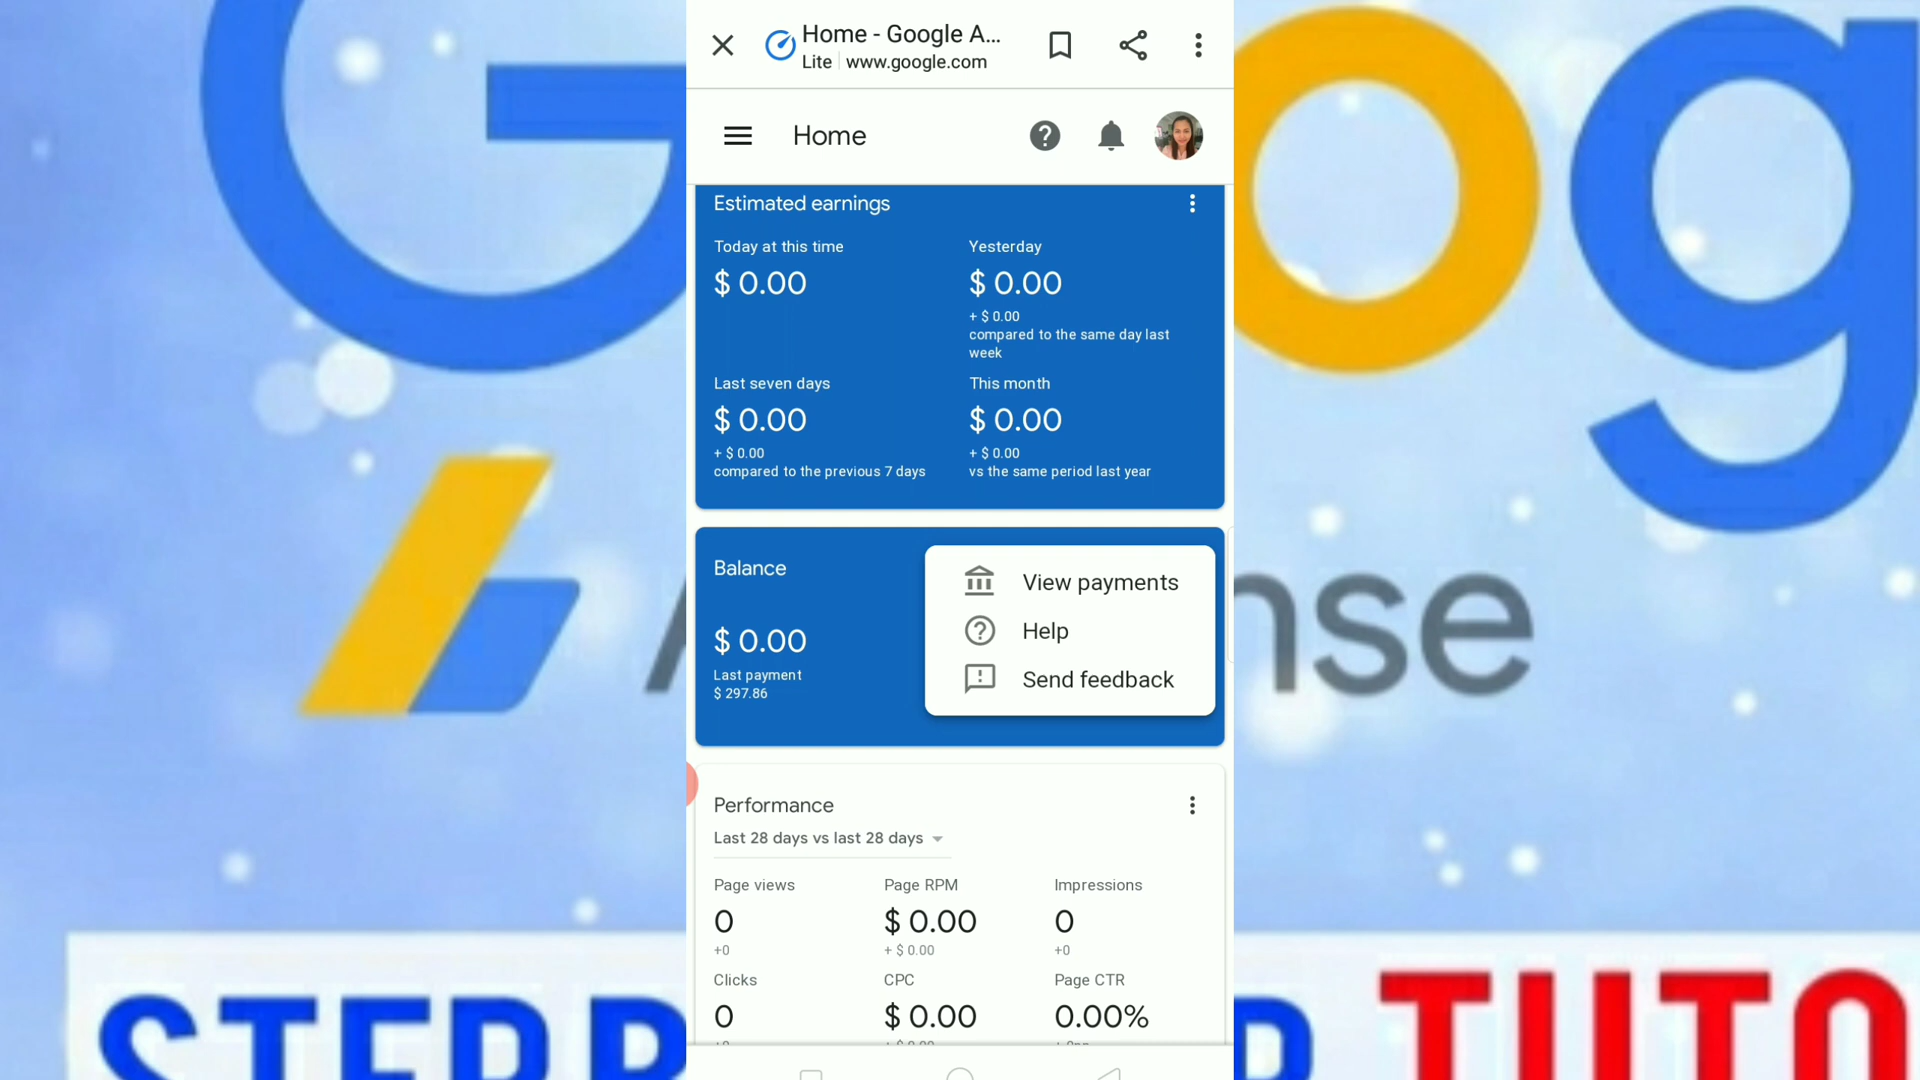 Home - Google A...
Lite www.google.com
Home
Estimated earnings
Today at this time
$ 0.00
Yesterday
$ 0.00
+ $ 0.00
compared to the same day last
week
Last seven days
$ 0.00
+ $ 0.00
compared to the previous 7 days
This month
$ 0.00
+ $ 0.00
vs the same period last year
Balance
$ 0.00
Last payment
$ 297.86
View payments
Help
Send feedback
Performance
Last 28 days vs last 28 days
Page views
0
+0
Page RPM
$ 0.00
+ $ 0.00
Impressions
0
+0
Clicks
0
CPC
$ 0.00
Page CTR
0.00%
G og
nse
STEP TUTO